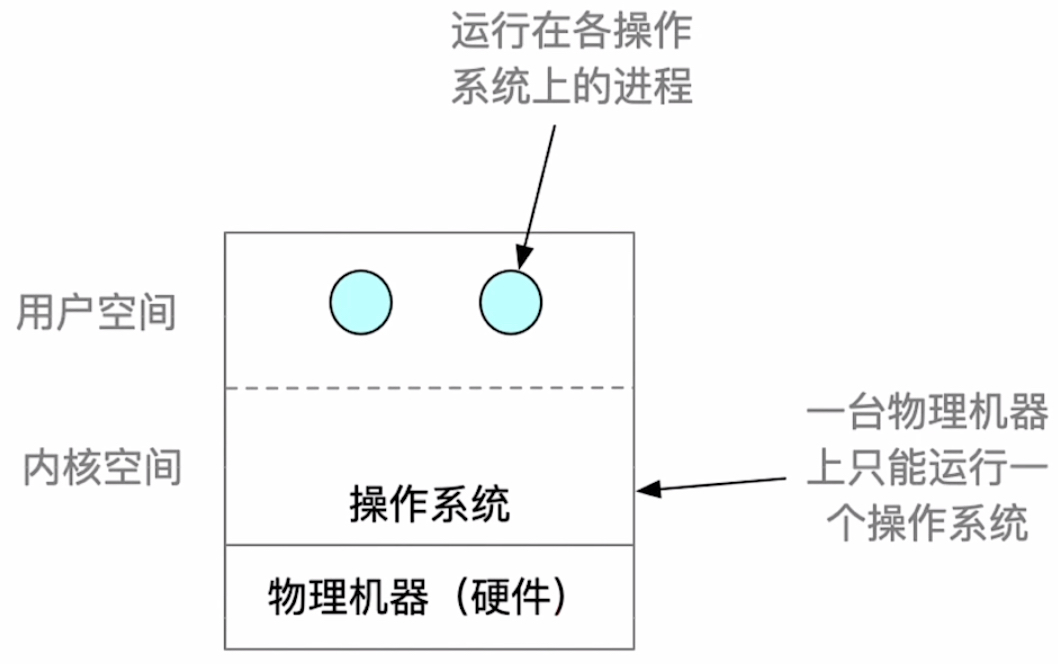 运行在各操作
系统上的进程
用户空间
一台物理机器
上只能运行一
个操作系统
内核空间
操作系统
物理机器（硬件）